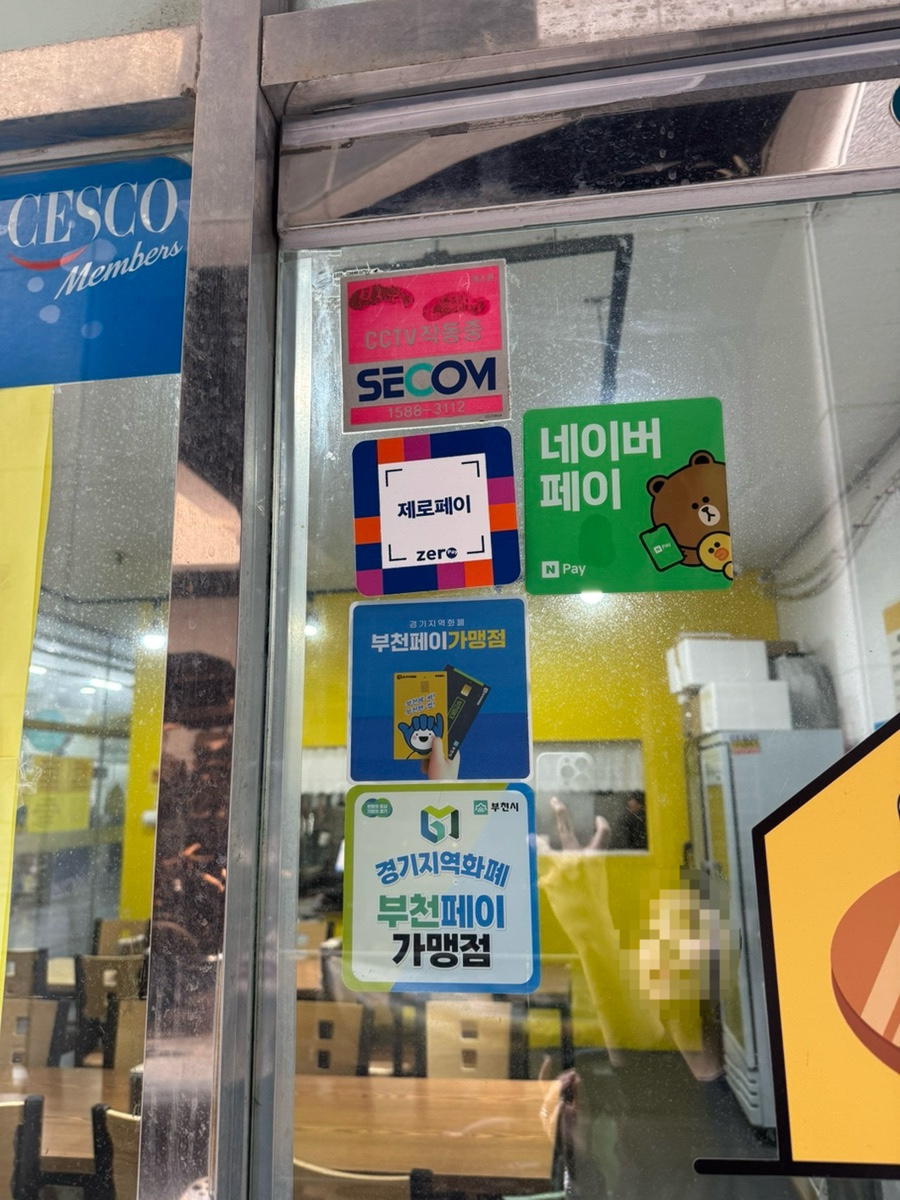 CESCO
Members
CCTV작동중
SECOM
1588-3112
제로페이
zero Pay
네이버
페이
N Pay
경기지역화폐
부천페이가맹점
부천시
경기지역화폐
부천페이
가맹점